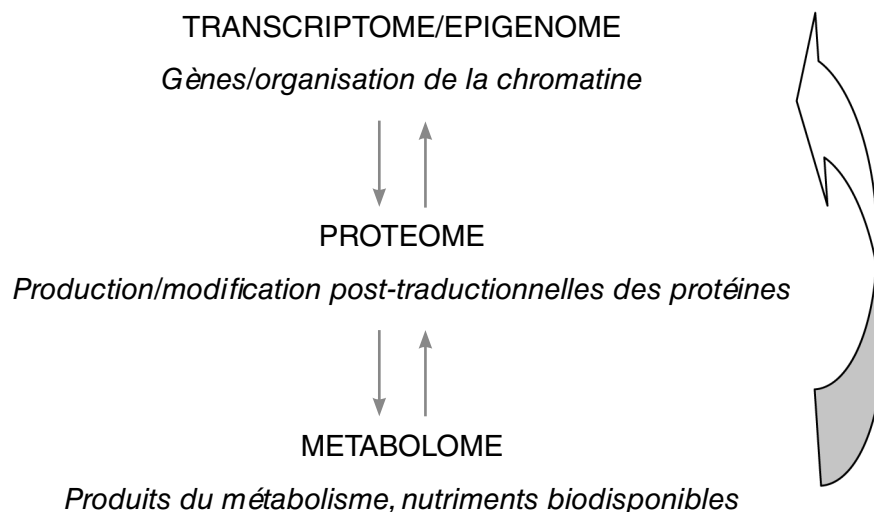 TRANSCRIPTOME/EPIGENOME
Gènes/organisation de la chromatine
PROTEOME
Production/modification post-traductionnelles des protéines
METABOLOME
Produits du métabolisme, nutriments biodisponibles